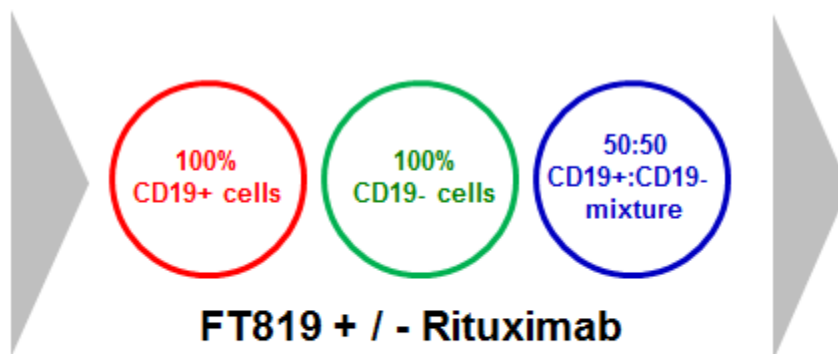 100%
CD19+ cells
100%
CD19- cells
50:50
CD19+:CD19-
mixture
FT819 + / - Rituximab